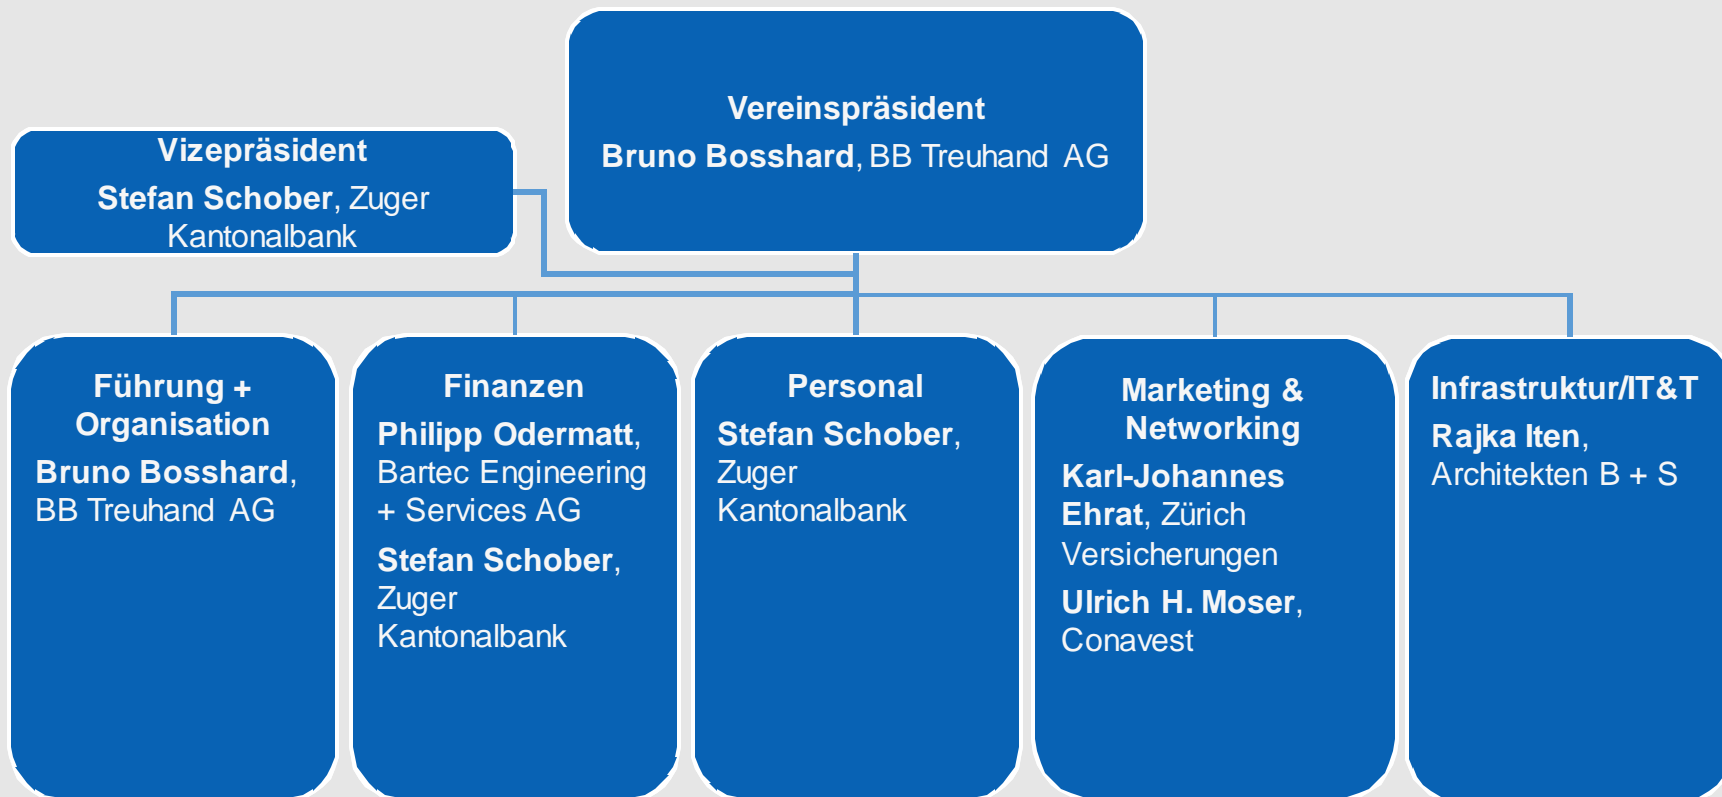 Vereinspräsident
Bruno Bosshard, BB Treuhand AG
Vizepräsident
Stefan Schober, Zuger
Kantonalbank
Führung +
Organisation
Bruno Bosshard,
BB Treuhand AG
Finanzen
Philipp Odermatt,
Bartec Engineering
+ Services AG
Stefan Schober,
Zuger
Kantonalbank
Personal
Stefan Schober,
Zuger
Kantonalbank
Marketing &
Networking
Karl-Johannes
Ehrat, Zürich
Versicherungen
Ulrich H. Moser,
Conavest
Infrastruktur/IT&T
Rajka Iten,
Architekten B + S